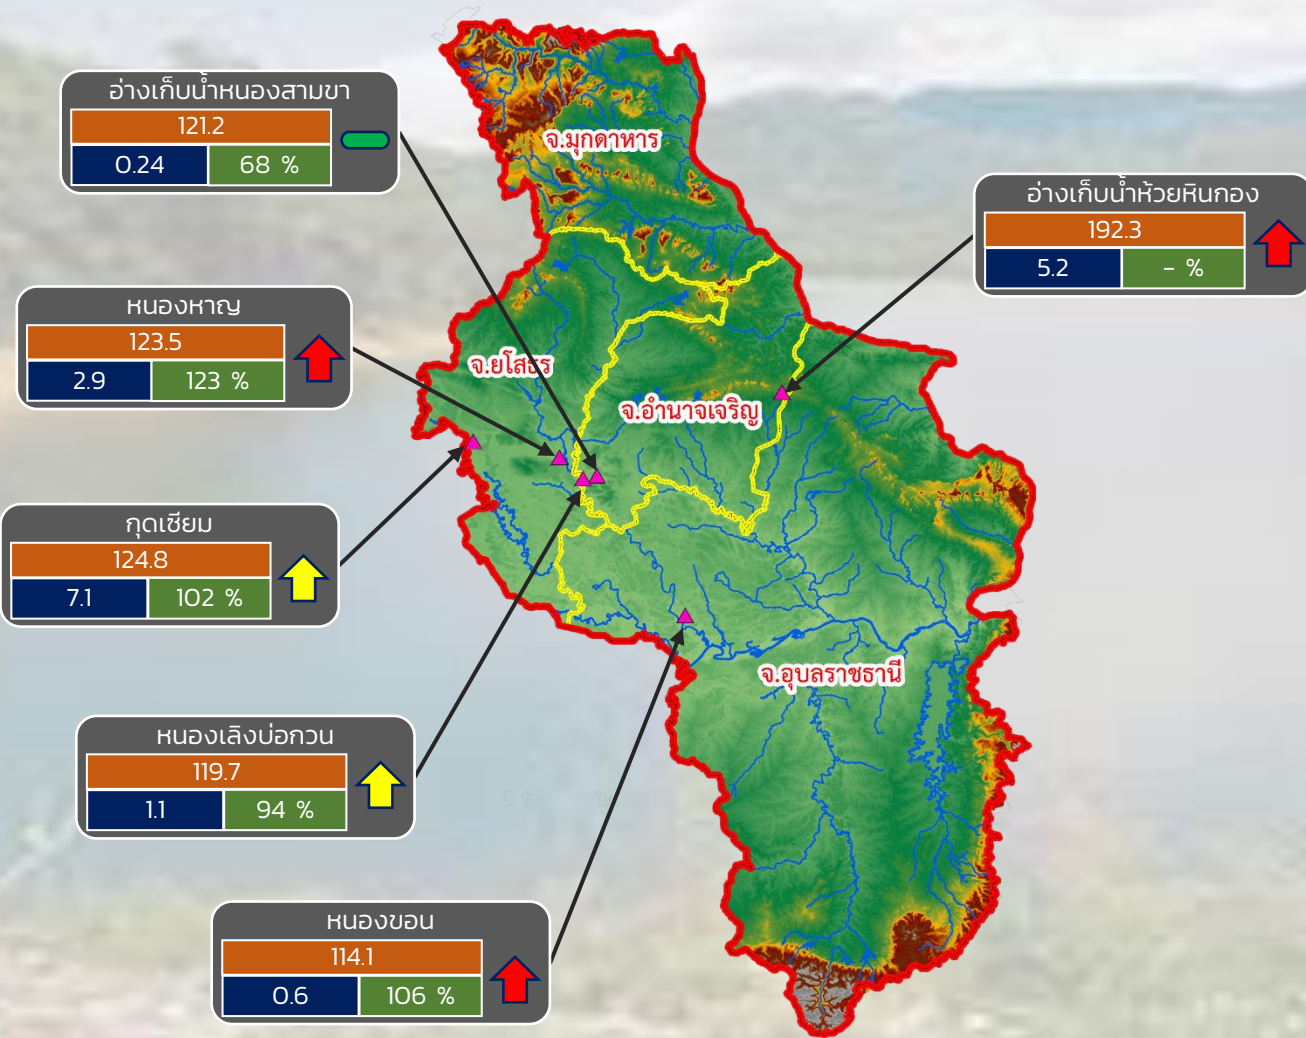 อ่างเก็บน้ำหนองสามขา
121.2
0.24 68 %
จ.มุกดาหาร
อ่างเก็บน้ำห้วยหินกอง
192.3
5.2 - %
หนองหาญ
123.5
2.9 123 %
จ.ยโสธร
จ.อำนาจเจริญ
กุดเซียม
124.8
7.1 102 %
จ.อุบลราชธานี
หนองเลิงบ่อกวน
119.7
1.1 94 %
หนองขอน
114.1
0.6 106 %